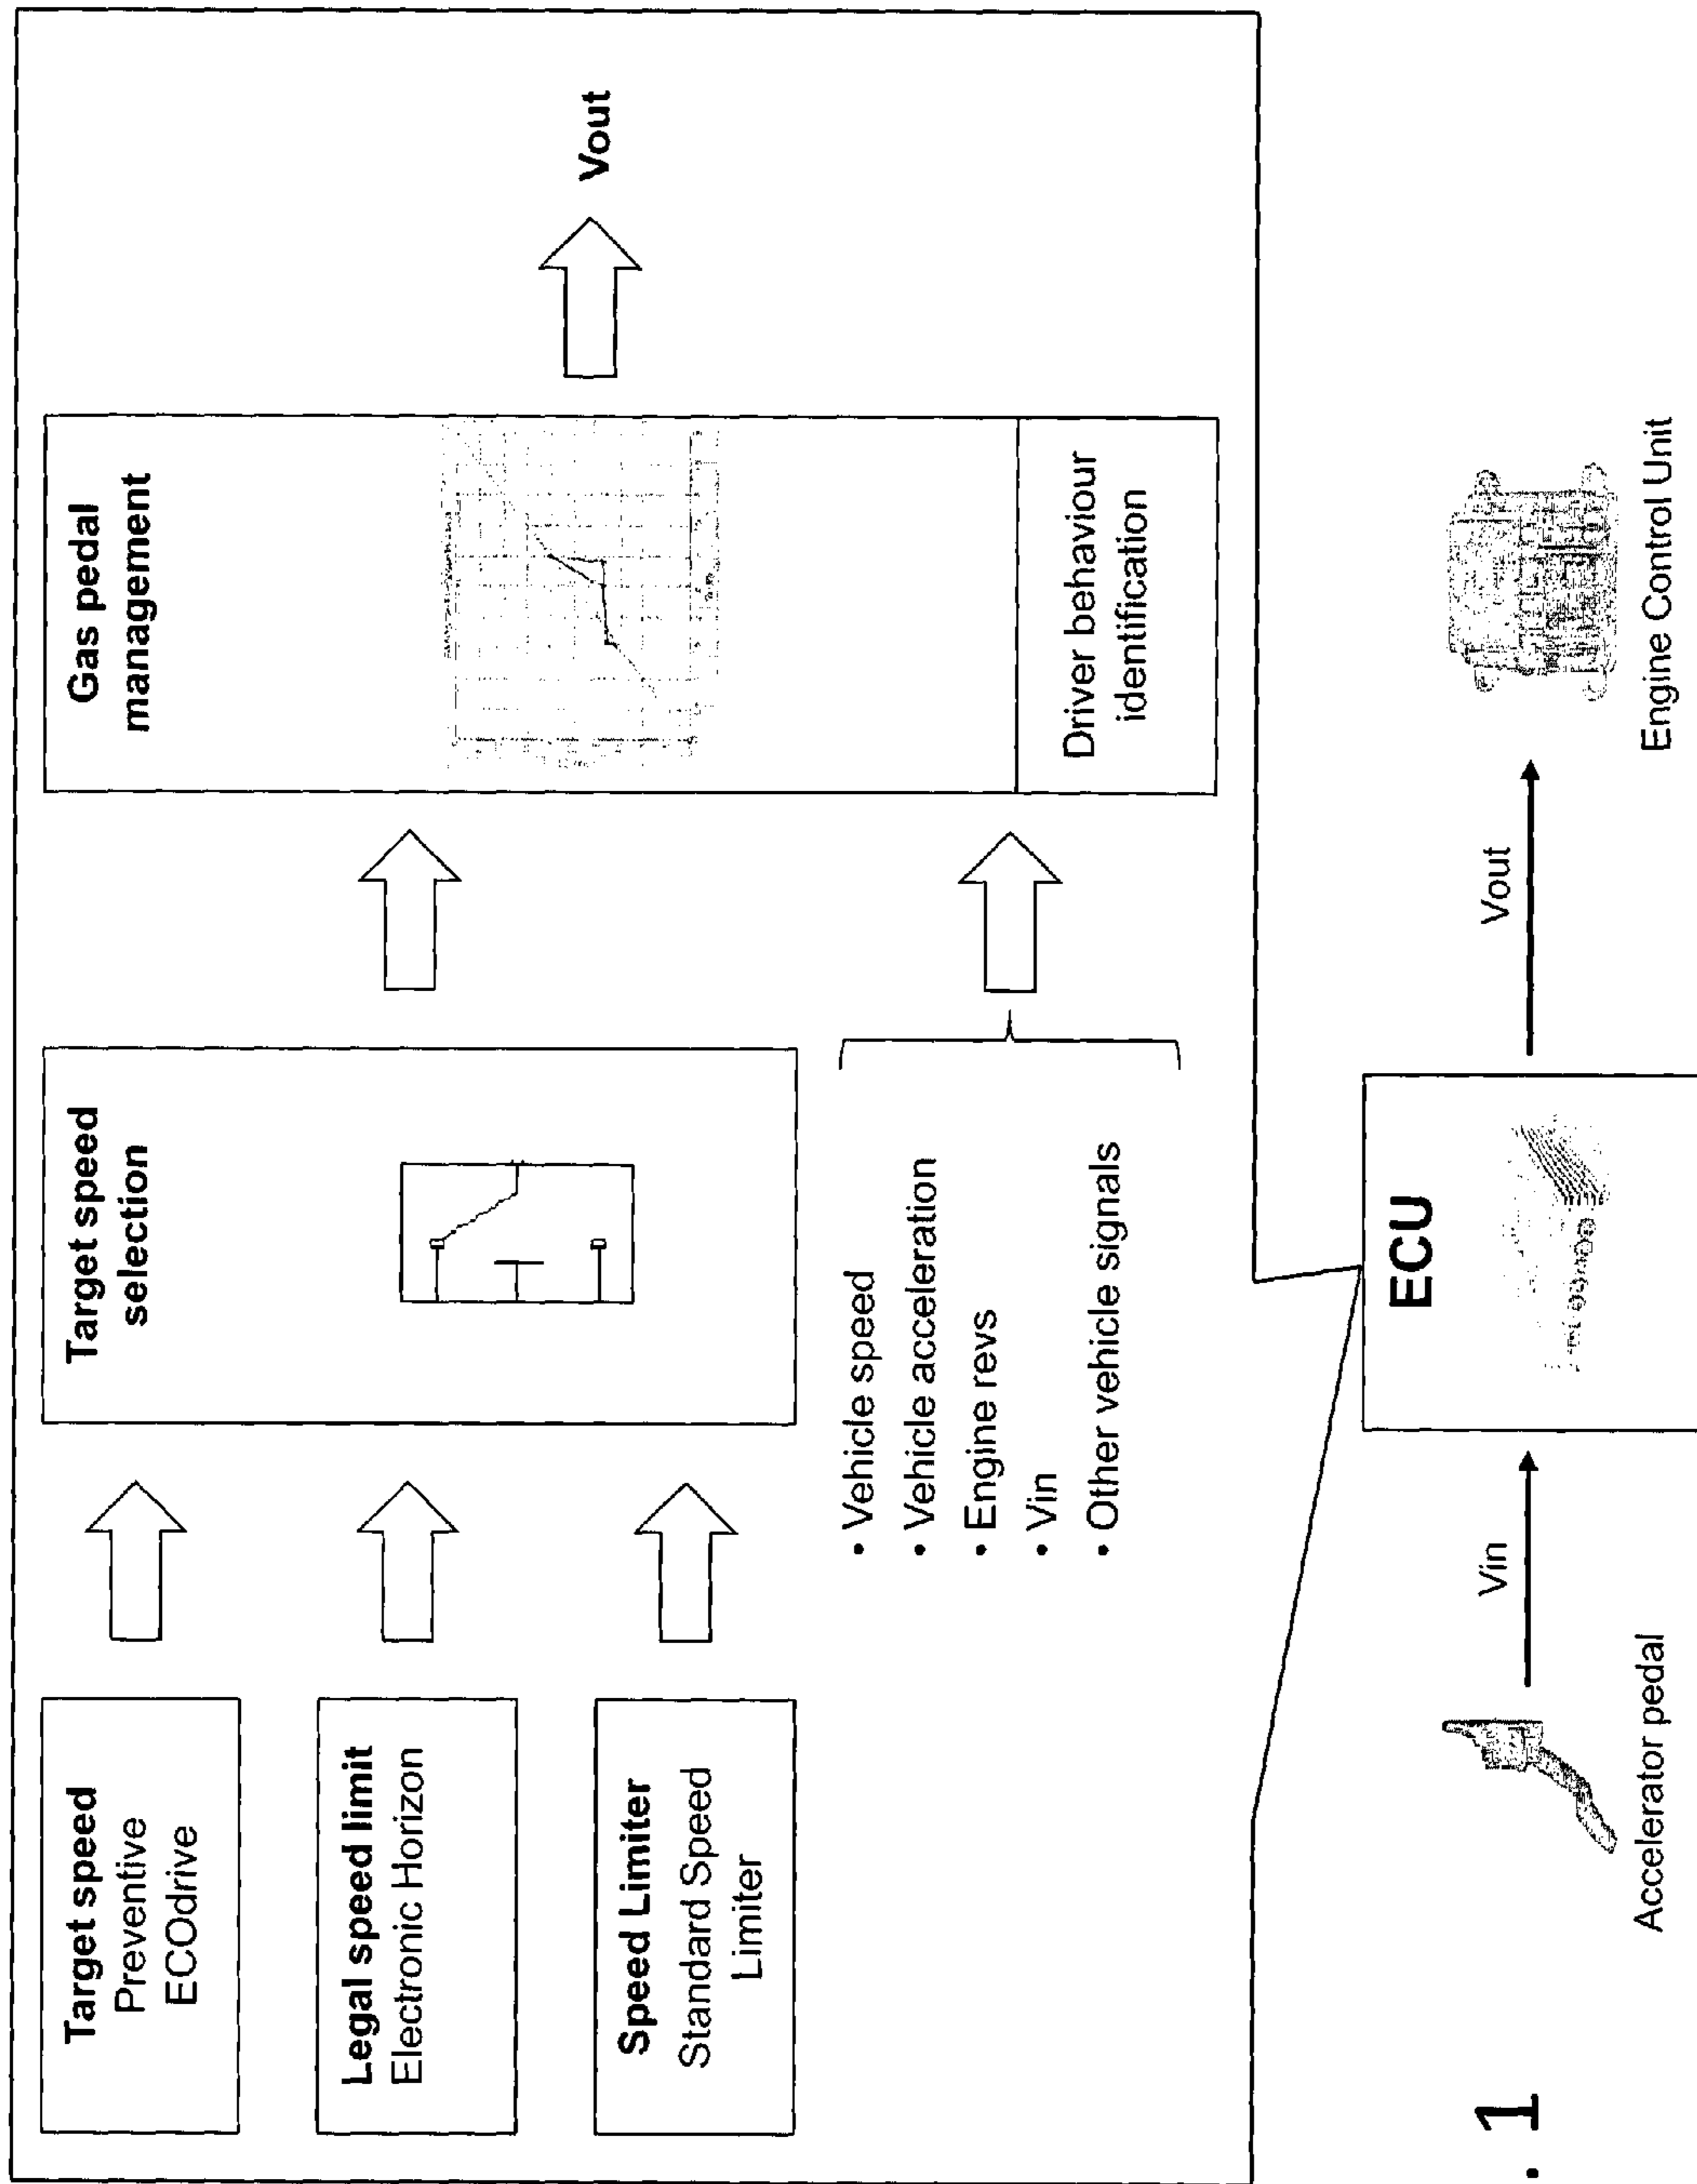 Target speed
Preventive
ECOdrive
Legal speed limit
Electronic Horizon
Speed Limiter
Standard Speed
Limiter
Target speed
selection
• Vehicle speed
• Vehicle acceleration
• Engine revs
• Vin
• Other vehicle signals
Gas pedal
management
Driver behaviour
identification
Vout
Accelerator pedal
Vin
ECU
Vout
Engine Control Unit
. 1